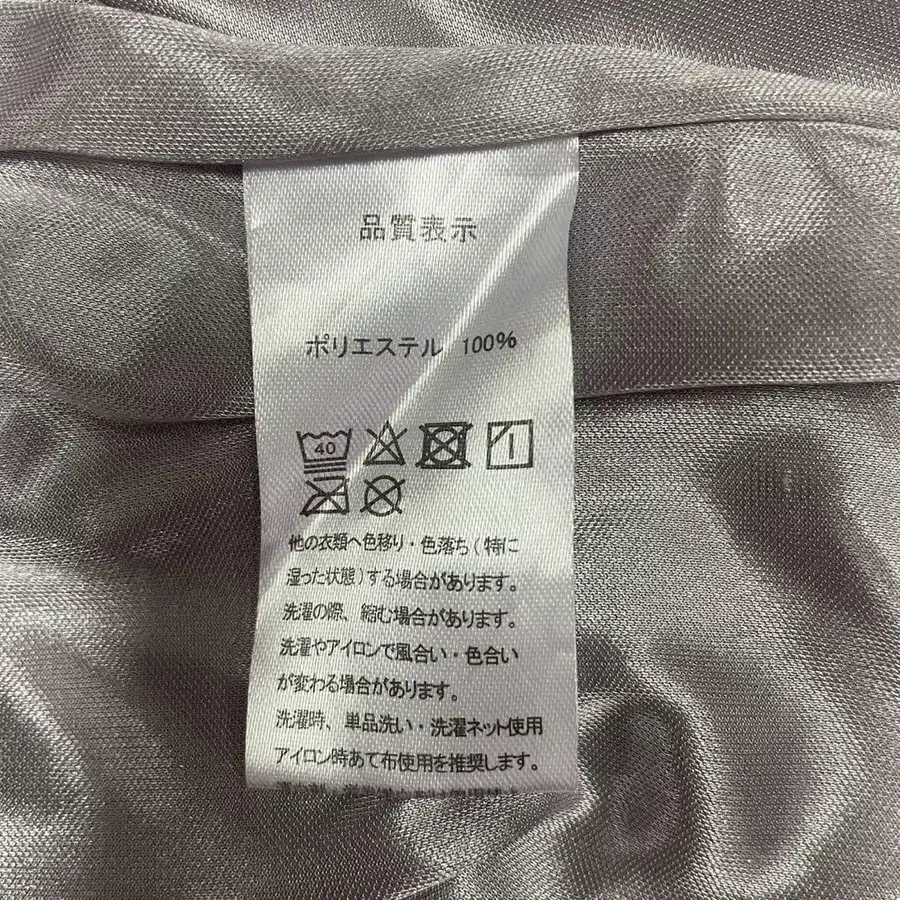 品質表示
ポリエステル 100%
40
他の衣類へ色移り・色落ち(特に
湿った状態)する場合があります。
洗濯の際、縮む場合があります。
洗濯やアイロンで風合い・色合い
が変わる場合があります。
洗濯時、単品洗い・洗濯ネット使用
アイロン時あて布使用を推奨します。